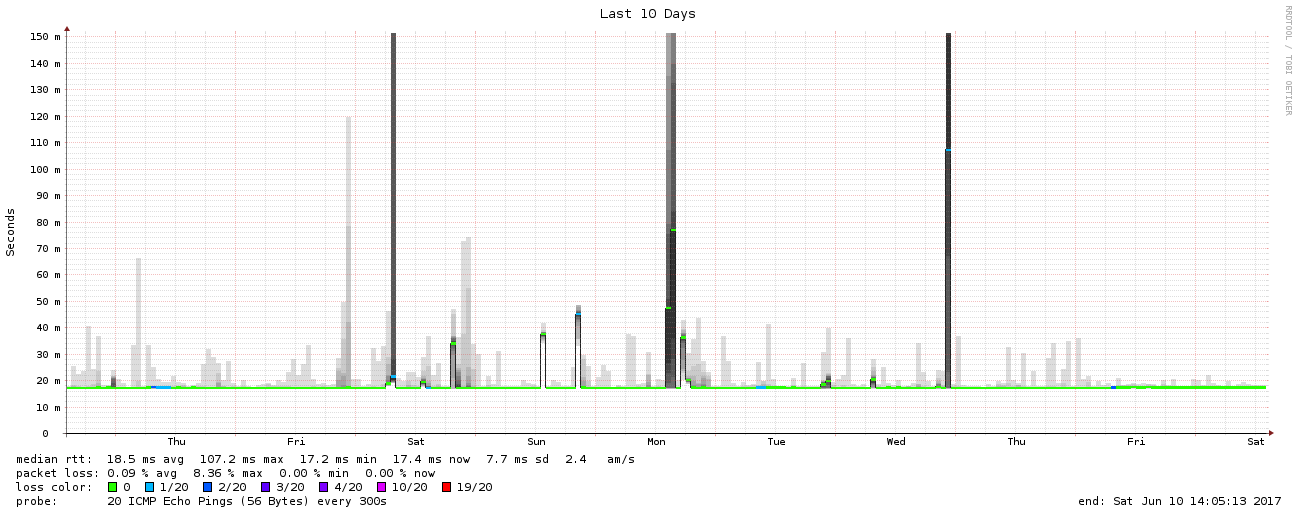 Last 10 Days
RRDTOOL / TOBI OETIKER
Seconds
150 m
140 m
130 m
120 m
110 m
100 m
90 m
80 m
70 m
60 m
50 m
40 m
30 m
20 m
10 m
0
Thu Fri Sat Sun Mon Tue Wed Thu Fri Sat
median rtt: 18.5 ms avg 107.2 ms max 17.2 ms min 17.4 ms now 7.7 ms sd 2.4 am/s
packet loss: 0.09 % avg 8.36 % max 0.00 % min 0.00 % now
loss color: 0 1/20 2/20 3/20 4/20 10/20 19/20
probe: 20 ICMP Echo Pings (56 Bytes) every 300s end: Sat Jun 10 14:05:13 2017